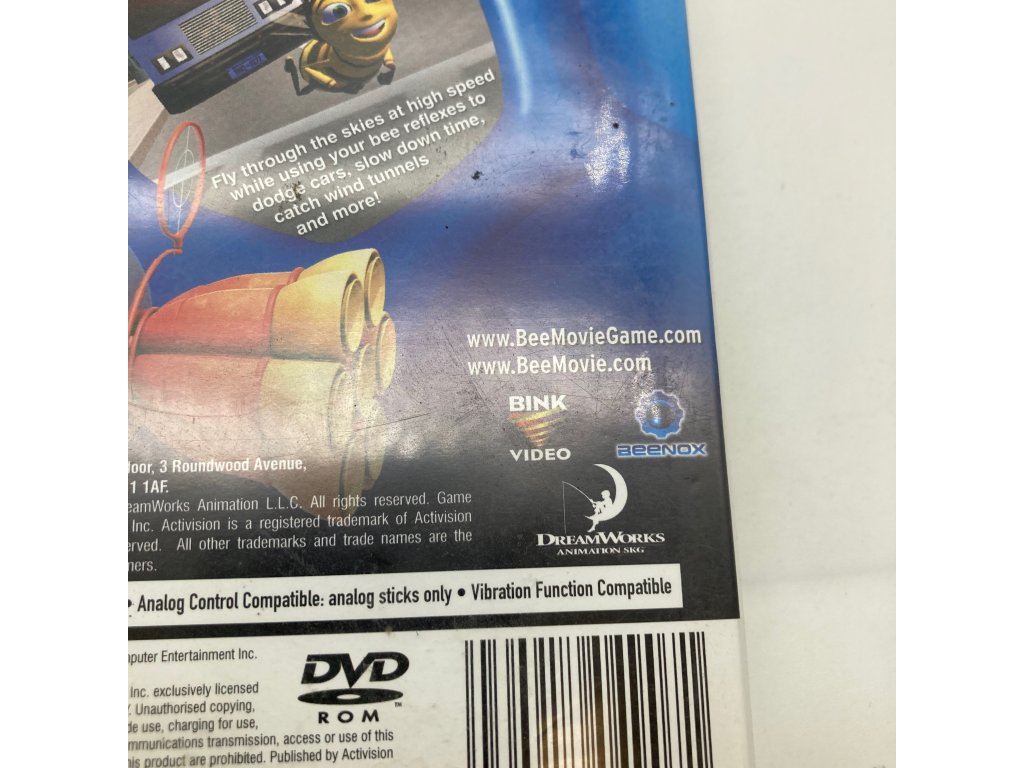 Fly through the skies at high speed
while using your bee reflexes to
dodge cars, slow down time,
catch wind tunnels
and more!
www.BeeMovieGame.com
www.BeeMovie.com
BINK
VIDEO
BEENOX
loor, 3 Roundwood Avenue,
1 1AF.
eamWorks Animation L.L.C. All rights reserved. Game
Inc. Activision is a registered trademark of Activision
erved. All other trademarks and trade names are the
ners.
DREAMWORKS
ANIMATION SKG
• Analog Control Compatible: analog sticks only • Vibration Function Compatible
puter Entertainment Inc.
Inc. exclusively licensed
. Unauthorised copying,
de use, charging for use,
mmunications transmission, access or use of this
is product are prohibited. Published by Activision
DVD
ROM
TM